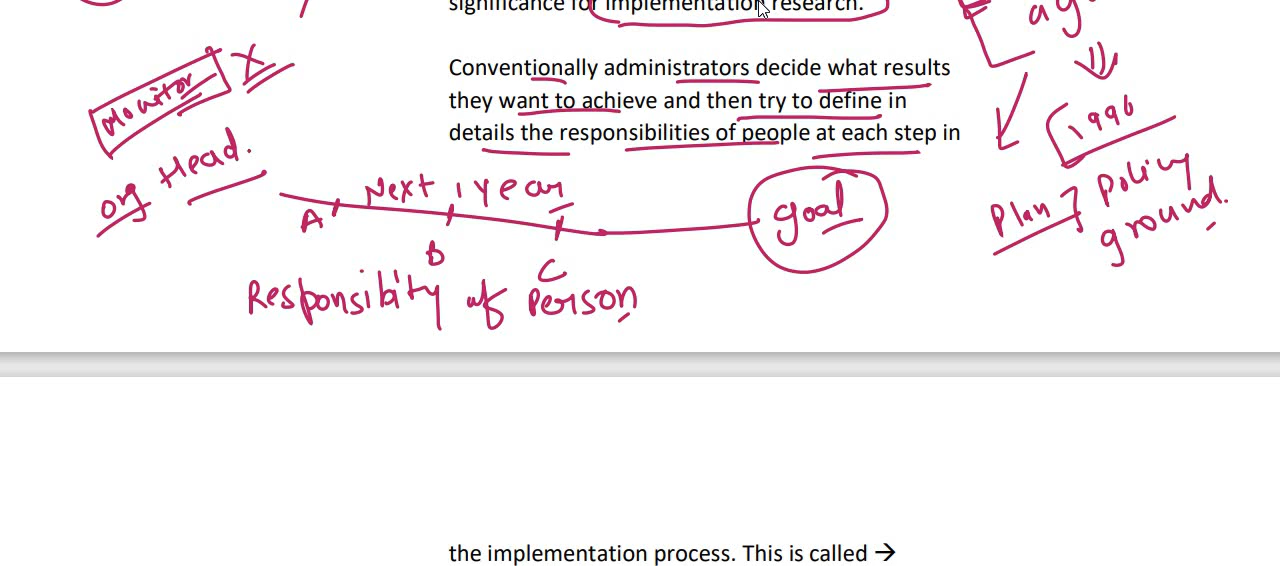 significance for implementation research.
Conventionally administrators decide what results
they want to achieve and then try to define in
details the responsibilities of people at each step in
Monitor X
org Head.
Next 1 year
A
B
C
goal
Responsibity of Person
1996
Plan } Policy
ground.
the implementation process. This is called →